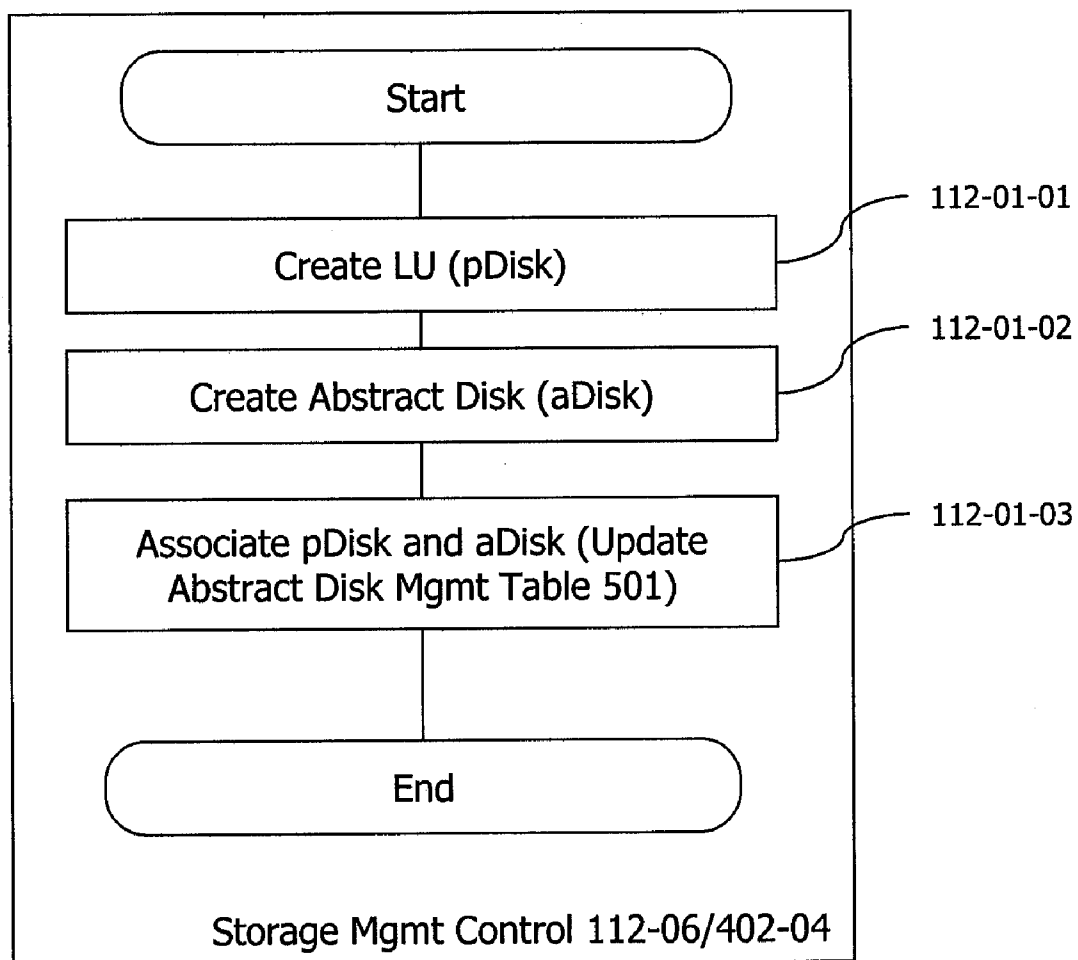 Start
112-01-01
Create LU (pDisk)
112-01-02
Create Abstract Disk (aDisk)
112-01-03
Associate pDisk and aDisk (Update
Abstract Disk Mgmt Table 501)
End
Storage Mgmt Control 112-06/402-04